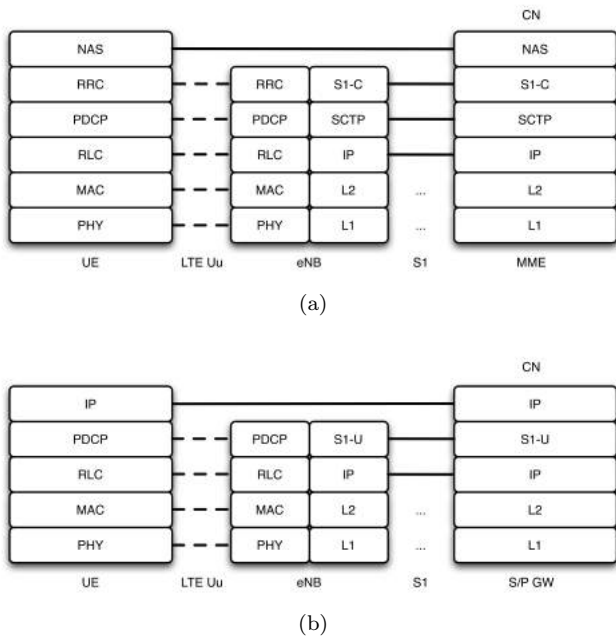 CN
NAS NAS
RRC RRC S1-C S1-C
PDCP PDCP SCTP SCTP
RLC RLC IP IP
MAC MAC L2 ... L2
PHY PHY L1 ... L1
UE LTE Uu eNB S1 MME
(a)
CN
IP IP
PDCP PDCP S1-U S1-U
RLC RLC IP IP
MAC MAC L2 ... L2
PHY PHY L1 ... L1
UE LTE Uu eNB S1 S/P GW
(b)